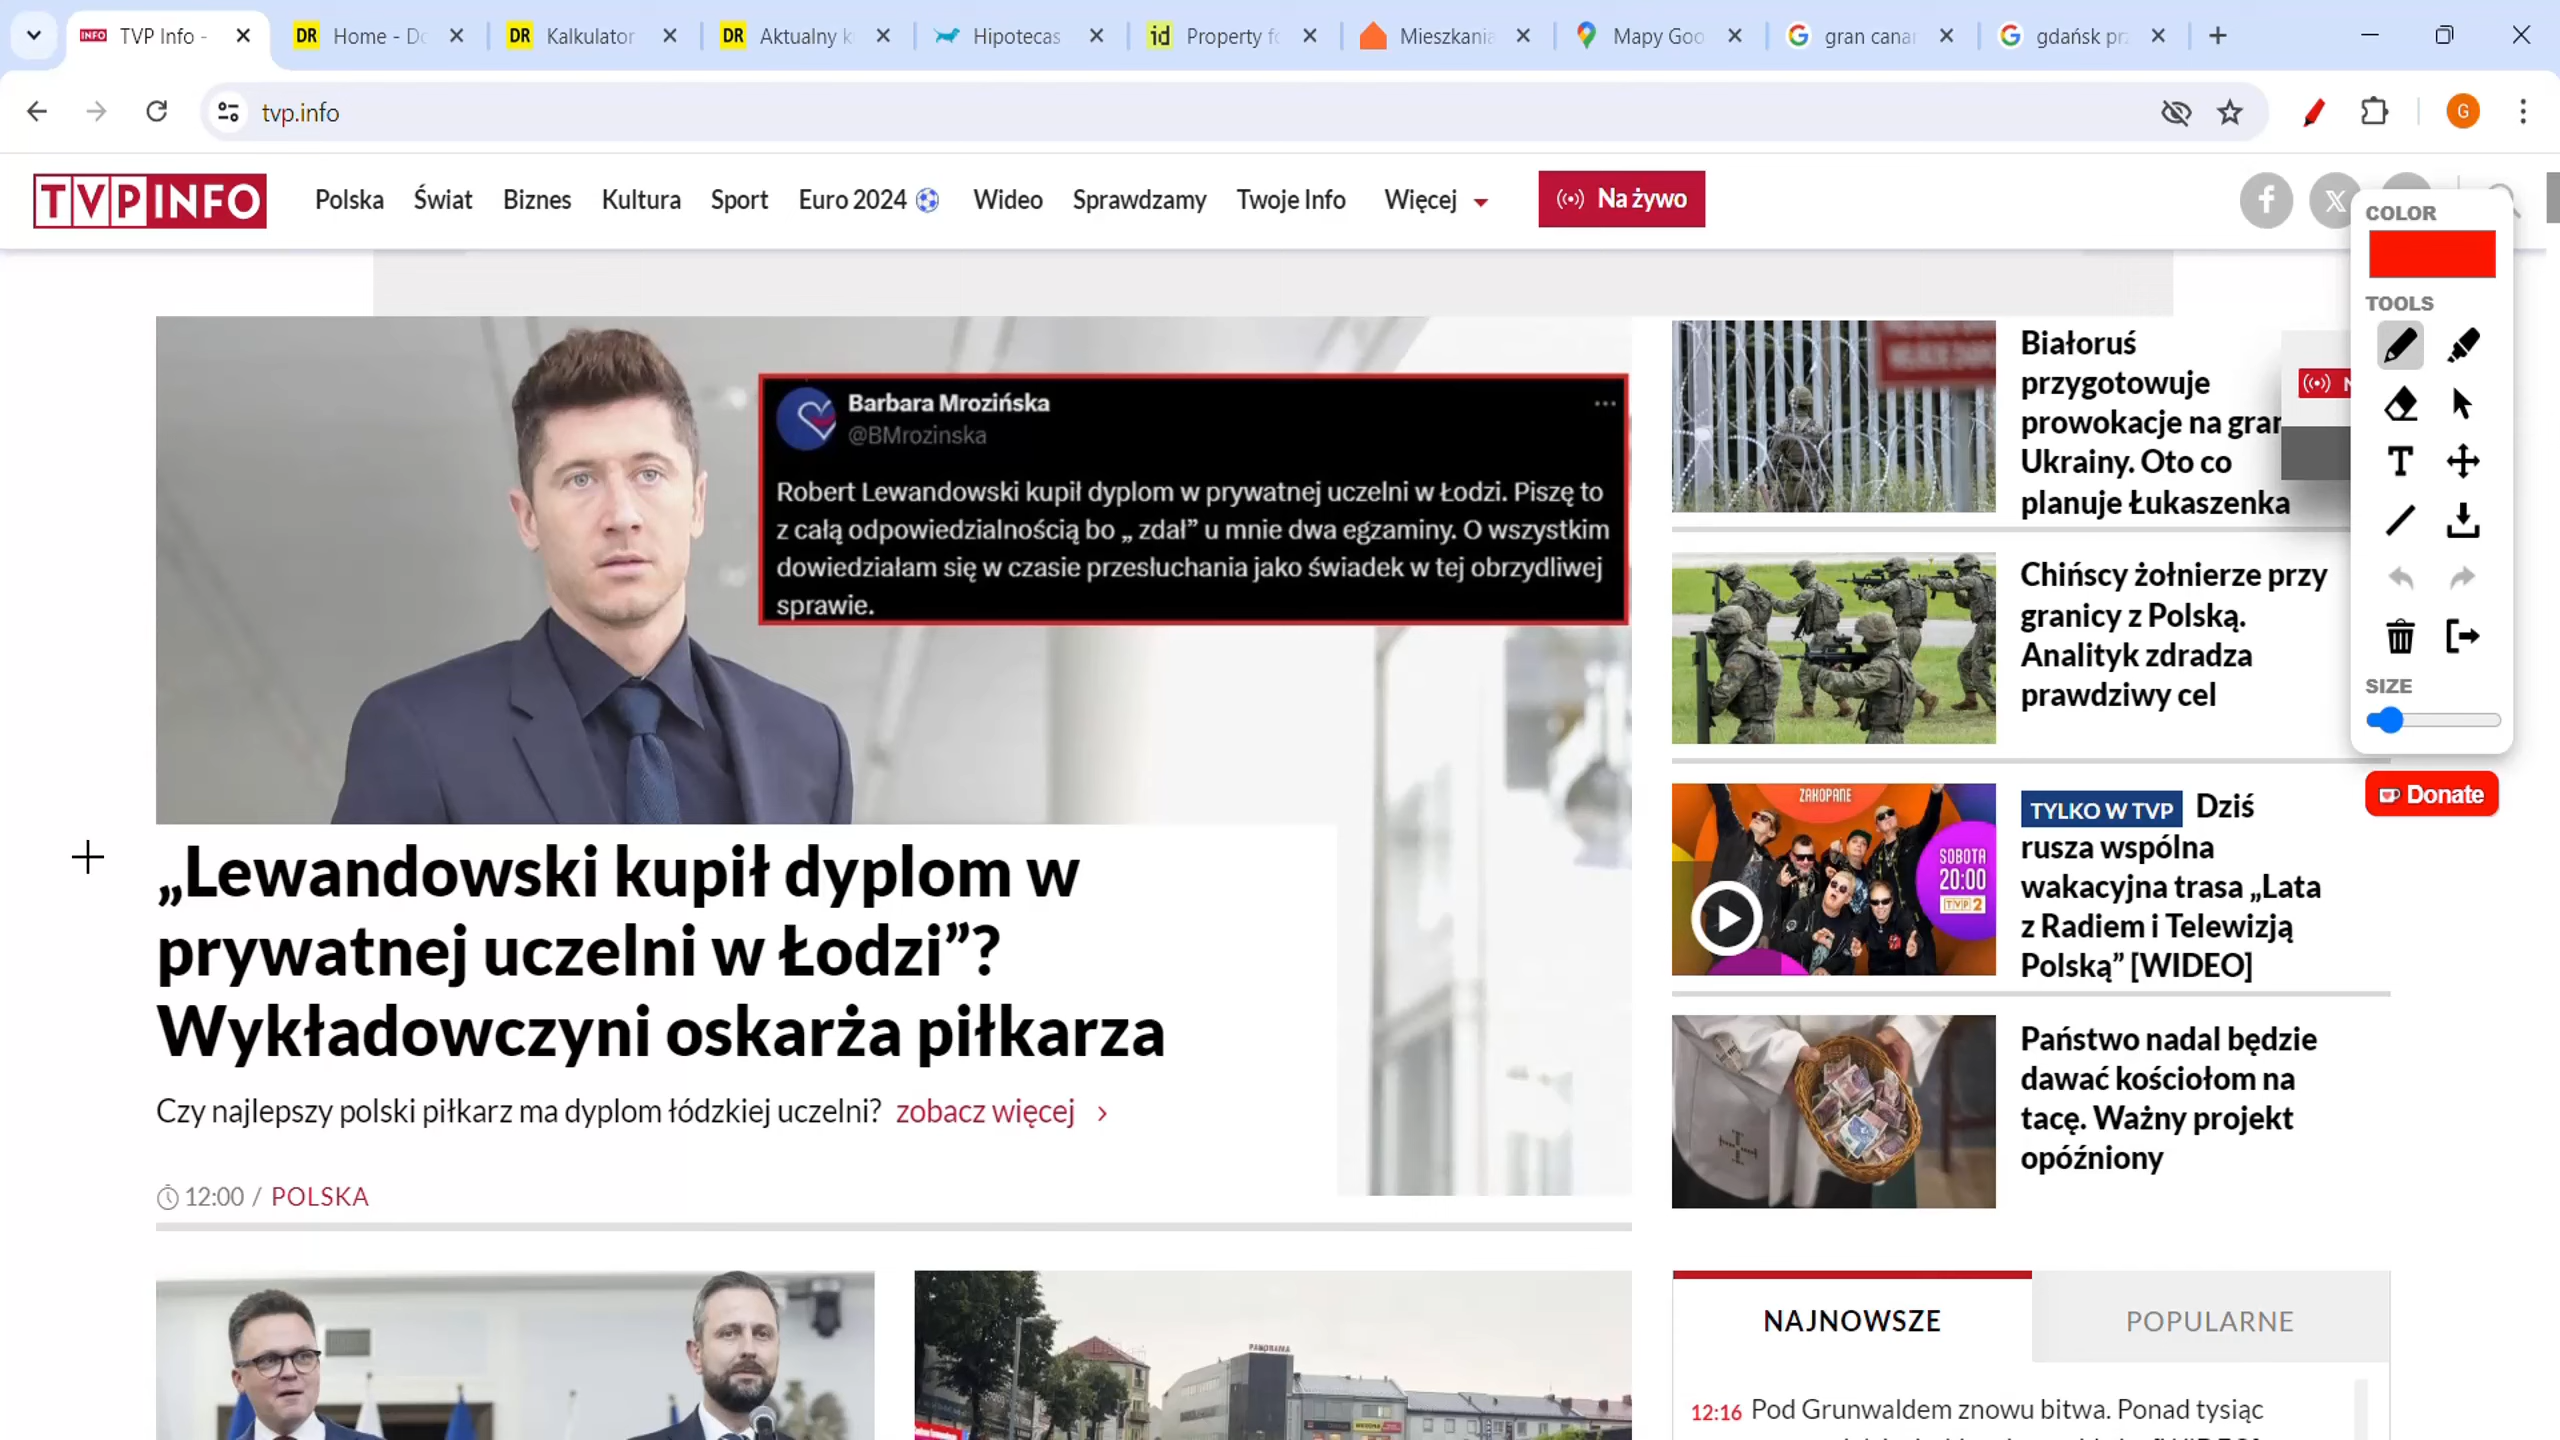 TVP Info -
Home - Do
Kalkulator
Aktualny k
Hipotecas
Property fo
Mieszkania
Mapy Goo
gran canar
gdańsk prz
tvp.info
G
TVP INFO
Polska
Świat
Biznes
Kultura
Sport
Euro 2024
Wideo
Sprawdzamy
Twoje Info
Więcej
Na żywo
COLOR
TOOLS
SIZE
Donate
Barbara Mrozińska
@BMrozinska
Robert Lewandowski kupił dyplom w prywatnej uczelni w Łodzi. Piszę to
z całą odpowiedzialnością bo „ zdał” u mnie dwa egzaminy. O wszystkim
dowiedziałam się w czasie przesłuchania jako świadek w tej obrzydliwej
sprawie.
„Lewandowski kupił dyplom w
prywatnej uczelni w Łodzi”?
Wykładowczyni oskarża piłkarza
Czy najlepszy polski piłkarz ma dyplom łódzkiej uczelni? zobacz więcej
12:00 / POLSKA
Białoruś
przygotowuje
prowokacje na gran
Ukrainy. Oto co
planuje Łukaszenka
Chińscy żołnierze przy
granicy z Polską.
Analityk zdradza
prawdziwy cel
ZAKOPANE
SOBOTA
20:00
TVP 2
TYLKO W TVP Dziś
rusza wspólna
wakacyjna trasa „Lata
z Radiem i Telewizją
Polską” [WIDEO]
Państwo nadal będzie
dawać kościołom na
tacę. Ważny projekt
opóźniony
PANORAMA
NAJNOWSZE
POPULARNE
12:16 Pod Grunwaldem znowu bitwa. Ponad tysiąc